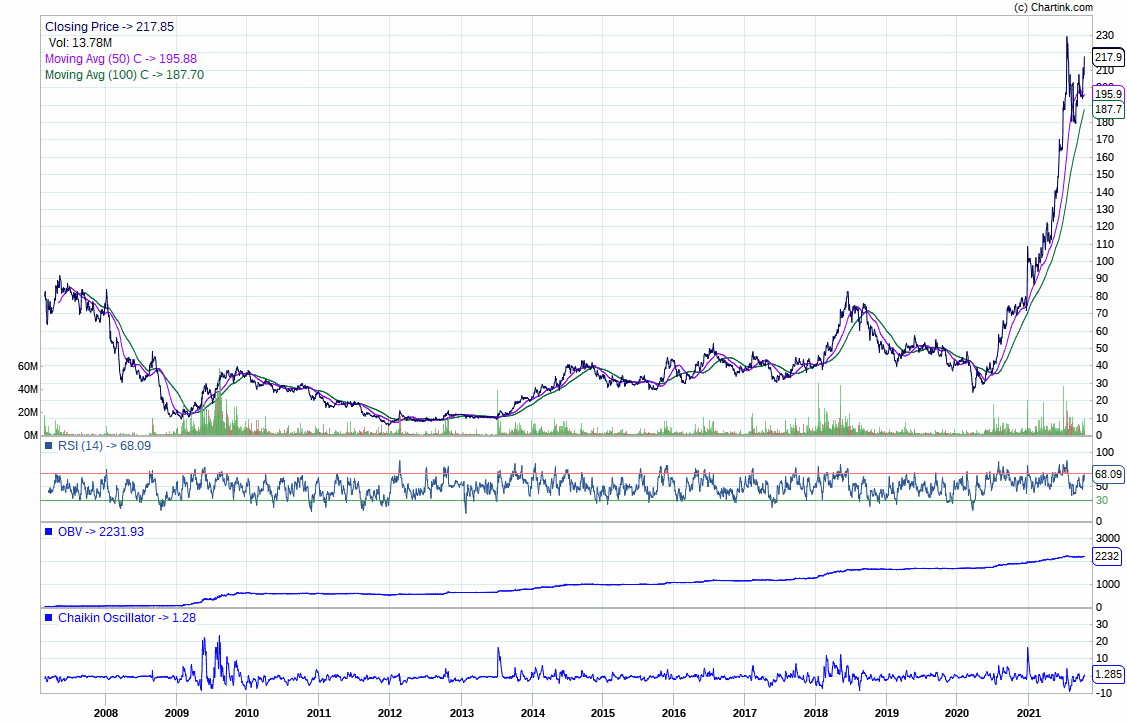 (c) Chartink.com
Closing Price -> 217.85
Vol: 13.78M
Moving Avg (50) C -> 195.88
Moving Avg (100) C -> 187.70
230
217.9
210
195.9
187.7
180
170
160
150
140
130
120
110
100
90
80
70
60
50
40
30
20
10
0
60M
40M
20M
0M
RSI (14) -> 68.09
100
68.09
50
30
0
OBV -> 2231.93
3000
2232
1000
0
Chaikin Oscillator -> 1.28
30
20
10
1.285
-10
2008 2009 2010 2011 2012 2013 2014 2015 2016 2017 2018 2019 2020 2021